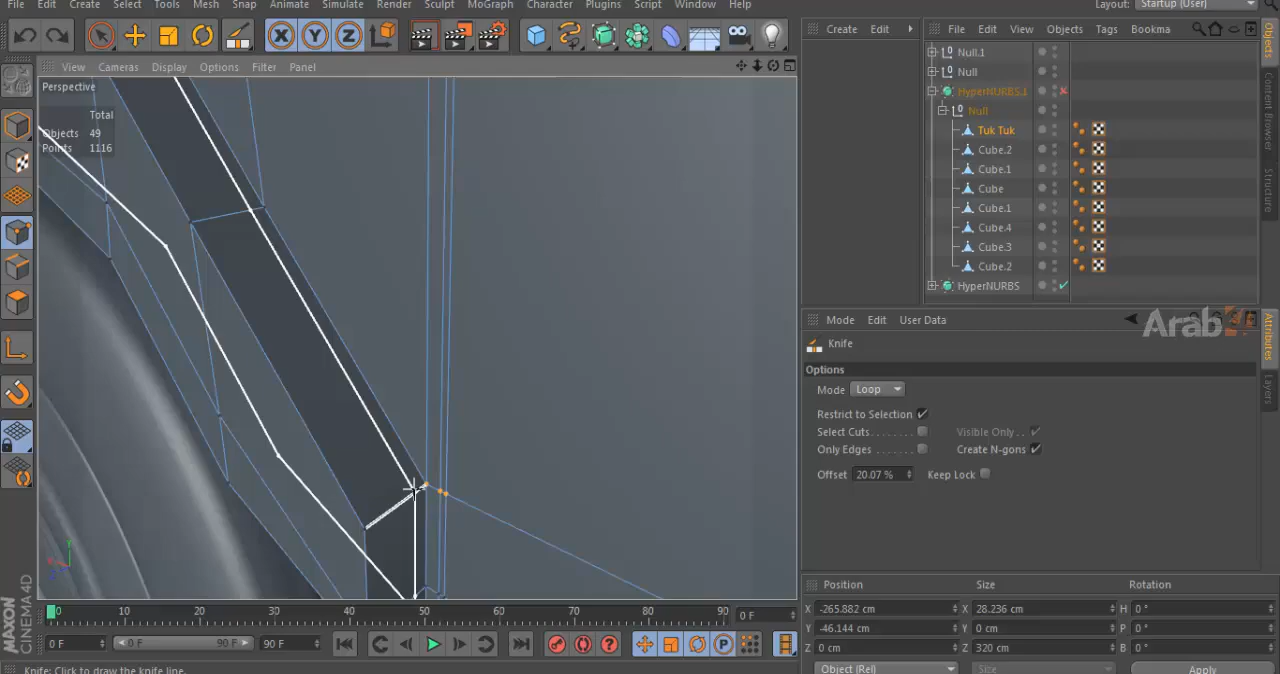 File Edit Create Select Tools Mesh Snap Animate Simulate Render Sculpt MoGraph Character Plugins Script Window Help Layout: Startup (User)
X Y Z
Create Edit File Edit View Objects Tags Bookma
View Cameras Display Options Filter Panel
Perspective
Total
Objects 49
Points 1116
Null.1
Null
HyperNURBS.1
Null
Tuk Tuk
Cube.2
Cube.1
Cube
Cube.1
Cube.4
Cube.3
Cube.2
HyperNURBS
Objects
Content Browser
Structure
Mode Edit User Data
Arab
Attributes
Layers
Knife
Options
Mode Loop
Restrict to Selection
Select Cuts Visible Only
Only Edges Create N-gons
Offset 20.07 % Keep Lock
Position Size Rotation
X -265.882 cm X 28.236 cm H 0 °
Y -46.144 cm Y 0 cm P 0 °
Z 0 cm Z 320 cm B 0 °
Object (Rel) Size Apply
Y
0 10 20 30 40 50 60 70 80 90 0 F
0 F 0 F 90 F 90 F
MAXON
CINEMA 4D
Knife: Click to draw the knife line.